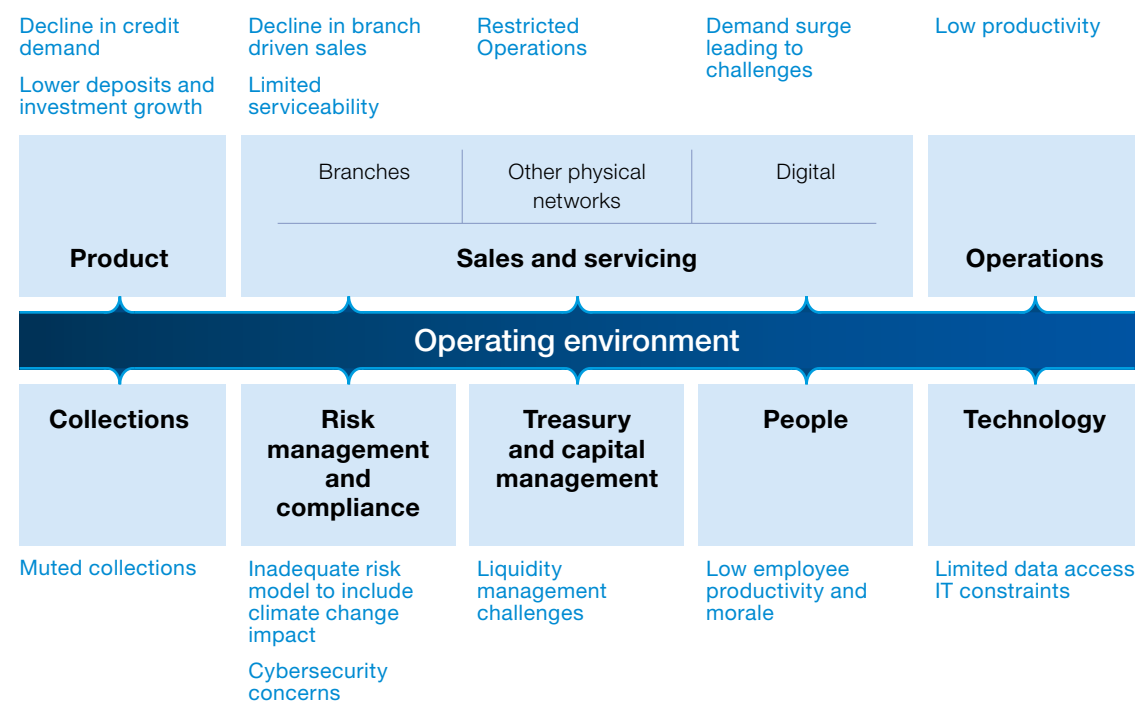 Decline in credit
demand
Lower deposits and
investment growth
Decline in branch
driven sales
Limited
serviceability
Restricted
Operations
Demand surge
leading to
challenges
Low productivity
Branches
Other physical
networks
Digital
Product
Sales and servicing
Operations
Operating environment
Collections
Risk
management
and
compliance
Treasury
and capital
management
People
Technology
Muted collections
Inadequate risk
model to include
climate change
impact
Cybersecurity
concerns
Liquidity
management
challenges
Low employee
productivity and
morale
Limited data access
IT constraints